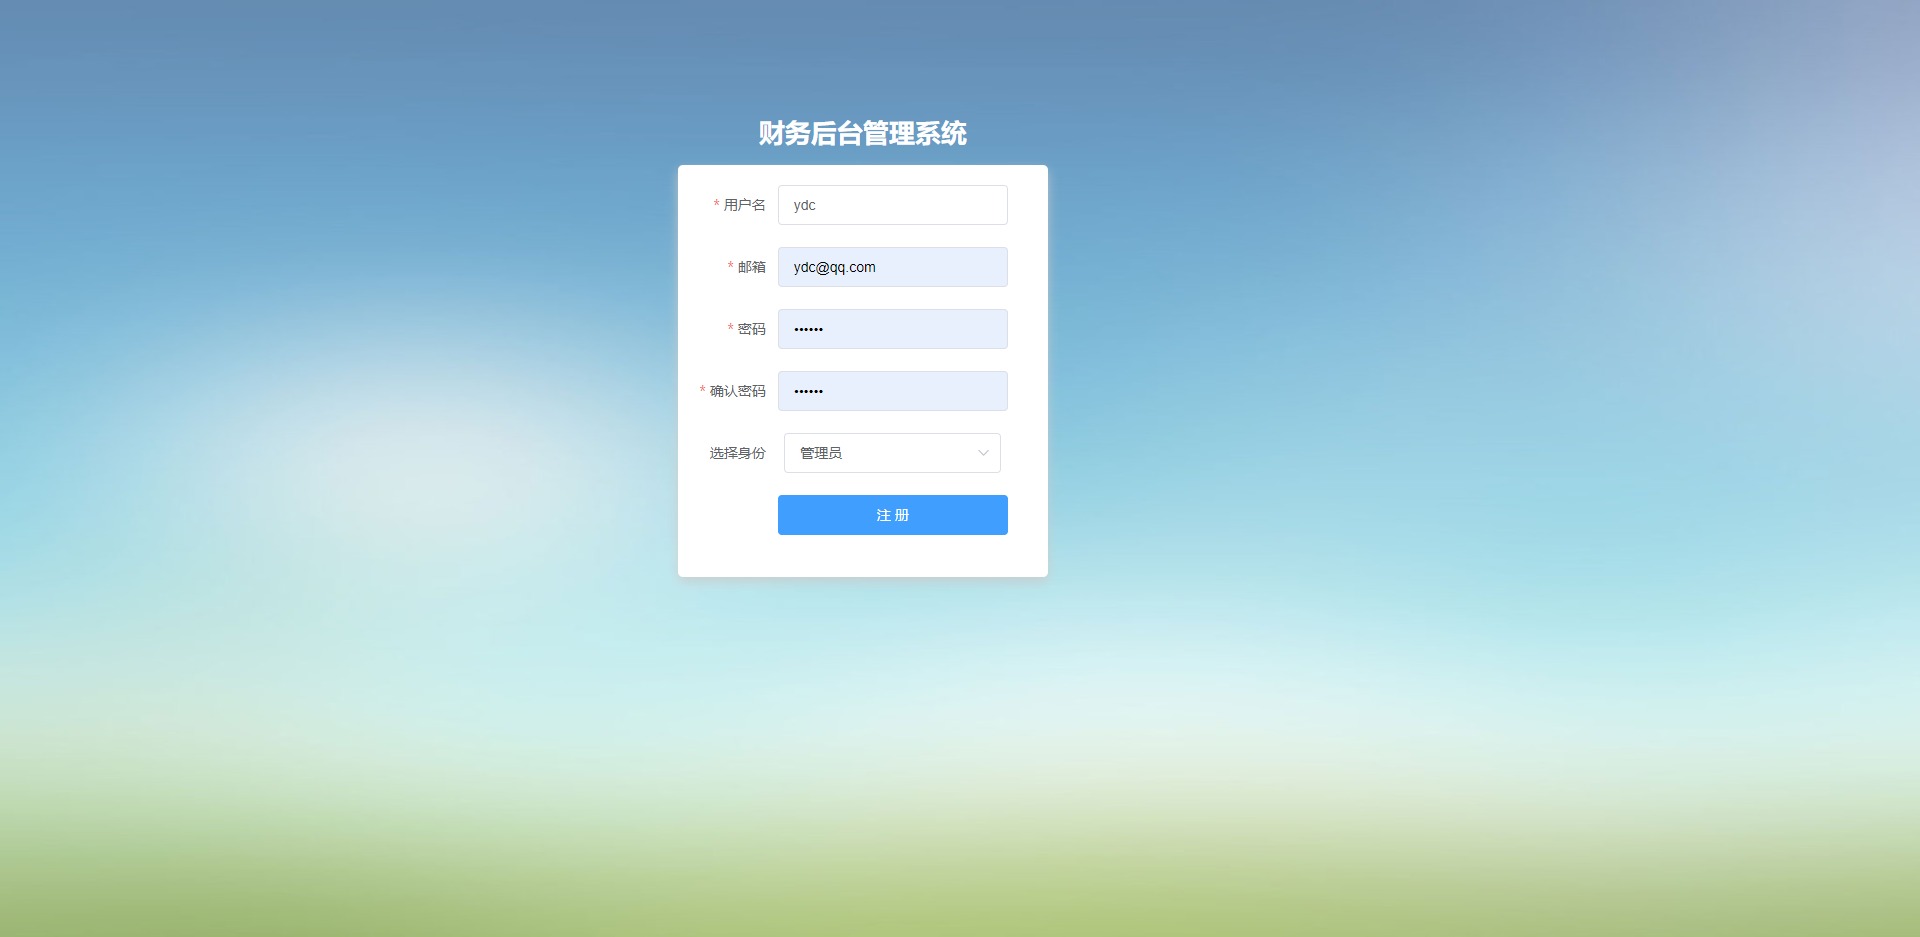 财务后台管理系统
* 用户名 ydc
* 邮箱 ydc@qq.com
* 密码 ••••••
* 确认密码 ••••••
选择身份 管理员
注 册